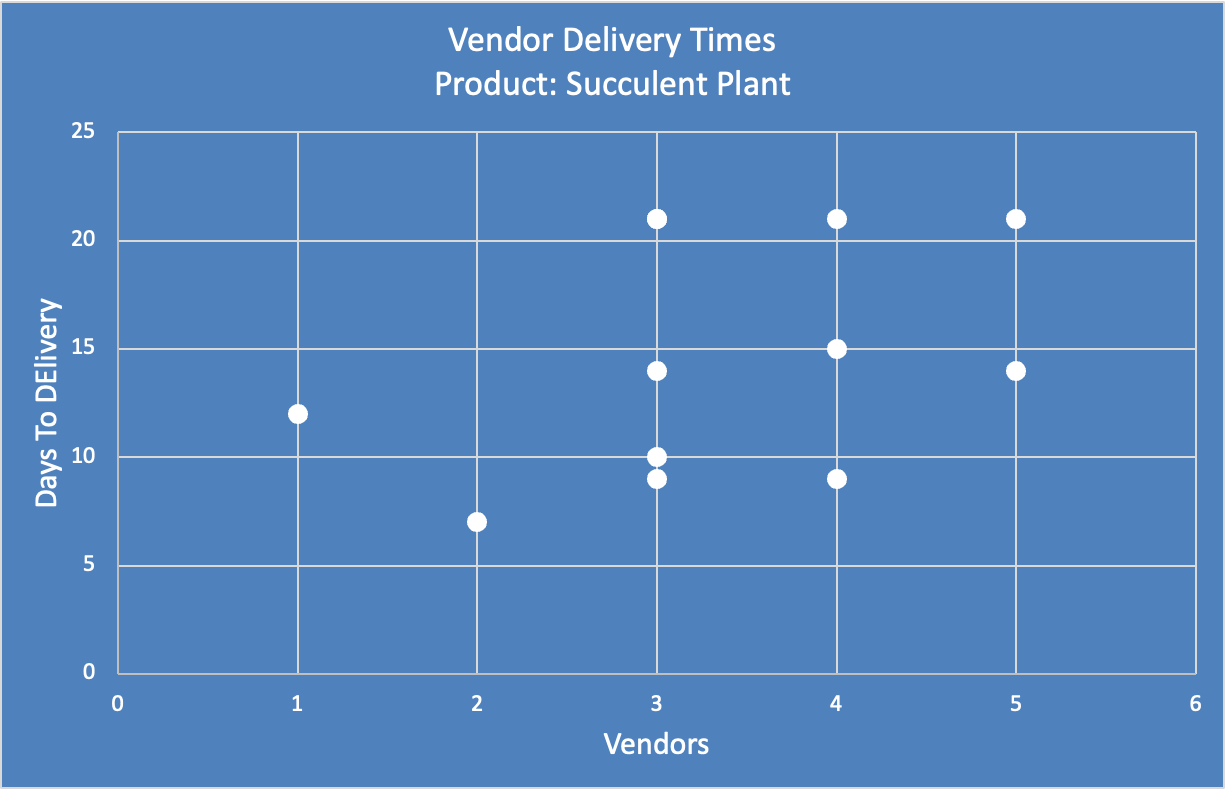 Vendor Delivery Times
Product: Succulent Plant
25
20
15
10
5
0
Days To DElivery
0 1 2 3 4 5 6
Vendors